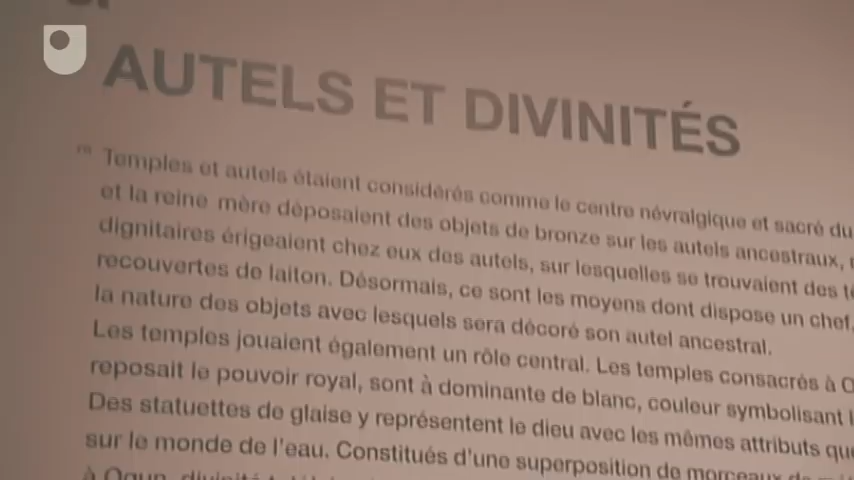 AUTELS ET DIVINITÉS
Temples et autels étaient considérés comme le centre névralgique et sacré du
et la reine mère déposaient des objets de bronze sur les autels ancestraux,
dignitaires érigeaient chez eux des autels, sur lesquelles se trouvaient des
recouvertes de laiton. Désormais, ce sont les moyens dont dispose un chef,
la nature des objets avec lesquels sera décoré son autel ancestral.
Les temples jouaient également un rôle central. Les temples consacrés à
reposait le pouvoir royal, sont à dominante de blanc, couleur symbolisant
Des statuettes de glaise y représentent le dieu avec les mêmes attributs
sur le monde de l'eau. Constitués d'une superposition de morceaux
à Ogun, divinité